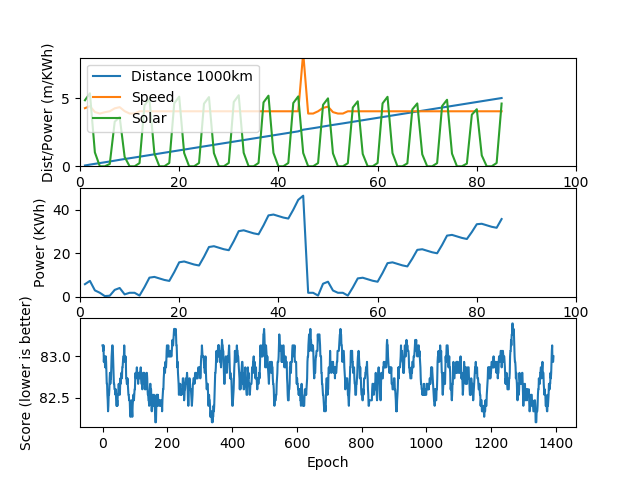 Dist/Power (m/KWh)
5
0
Distance 1000km
Speed
Solar
0 20 40 60 80 100
Power (KWh)
40
20
0
0 20 40 60 80 100
Score (lower is better)
83.0
82.5
0 200 400 600 800 1000 1200 1400
Epoch